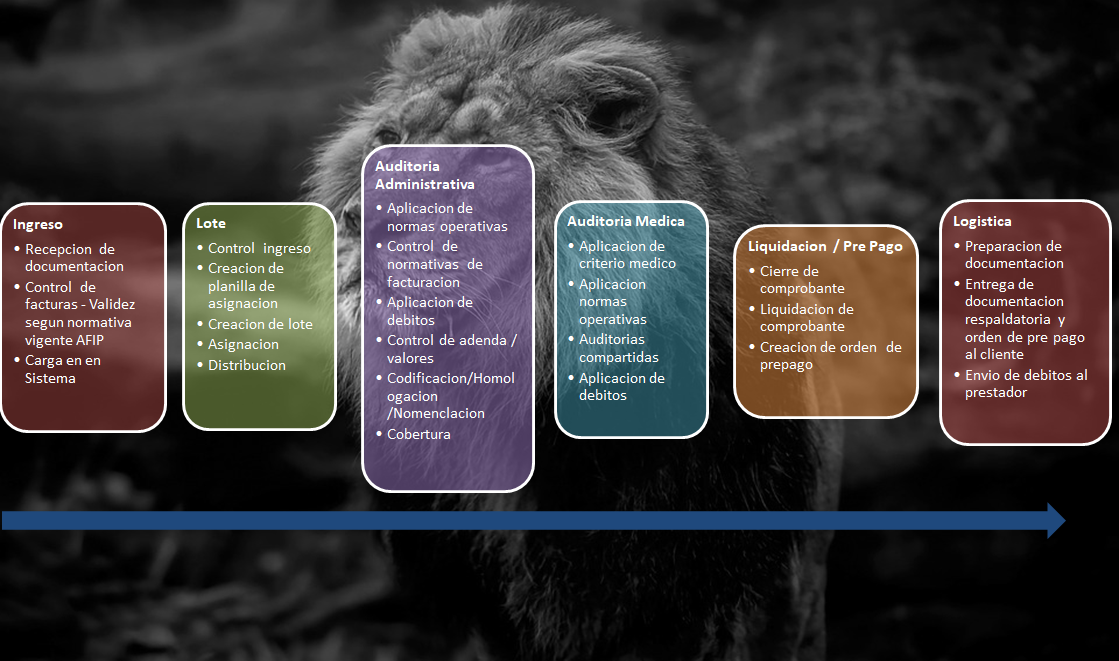 Ingreso
• Recepcion de
documentacion
• Control de
facturas - Validez
segun normativa
vigente AFIP
• Carga en en
Sistema
Lote
• Control ingreso
• Creacion de
planilla de
asignacion
• Creacion de lote
• Asignacion
• Distribucion
Auditoria
Administrativa
• Aplicacion de
normas operativas
• Control de
normativas de
facturacion
• Aplicacion de
debitos
• Control de adenda /
valores
• Codificacion/Homol
ogacion
/Nomenclacion
• Cobertura
Auditoria Medica
• Aplicacion de
criterio medico
• Aplicacion
normas
operativas
• Auditorias
compartidas
• Aplicacion de
debitos
Liquidacion / Pre Pago
• Cierre de
comprobante
• Liquidacion de
comprobante
• Creacion de orden de
prepago
Logistica
• Preparacion de
documentacion
• Entrega de
documentacion
respaldatoria y
orden de pre pago
al cliente
• Envio de debitos al
prestador